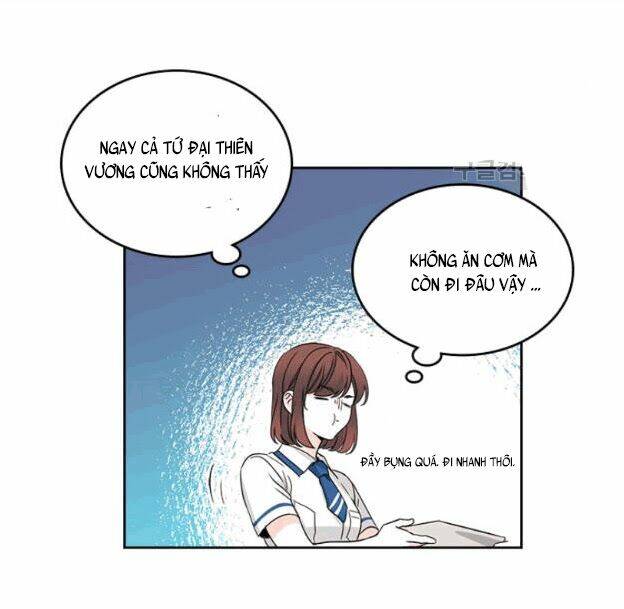 NGAY CẢ TỨ ĐẠI THIÊN
VƯƠNG CŨNG KHÔNG THẤY
KHÔNG ĂN CƠM MÀ
CÒN ĐI ĐÂU VẬY ...
ĐẦY BỤNG QUÁ. ĐI NHANH THÔI.